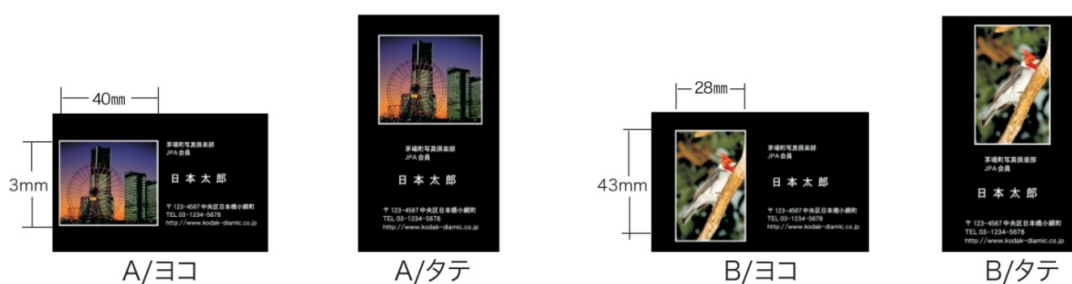 40mm
3mm
茅場町写真倶楽部
JPA会員
日本太郎
〒123-4567 中央区日本橋小網町
TEL 03-1234-5678
http://www.kodak-diamic.co.jp
A/ヨコ
茅場町写真倶楽部
JPA会員
日本太郎
〒123-4567 中央区日本橋小網町
TEL 03-1234-5678
http://www.kodak-diamic.co.jp
A/タテ
28mm
43mm
茅場町写真倶楽部
JPA会員
日本太郎
〒123-4567 中央区日本橋小網町
TEL 03-1234-5678
http://www.kodak-diamic.co.jp
B/ヨコ
茅場町写真倶楽部
JPA会員
日本太郎
〒123-4567 中央区日本橋小網町
TEL 03-1234-5678
http://www.kodak-diamic.co.jp
B/タテ